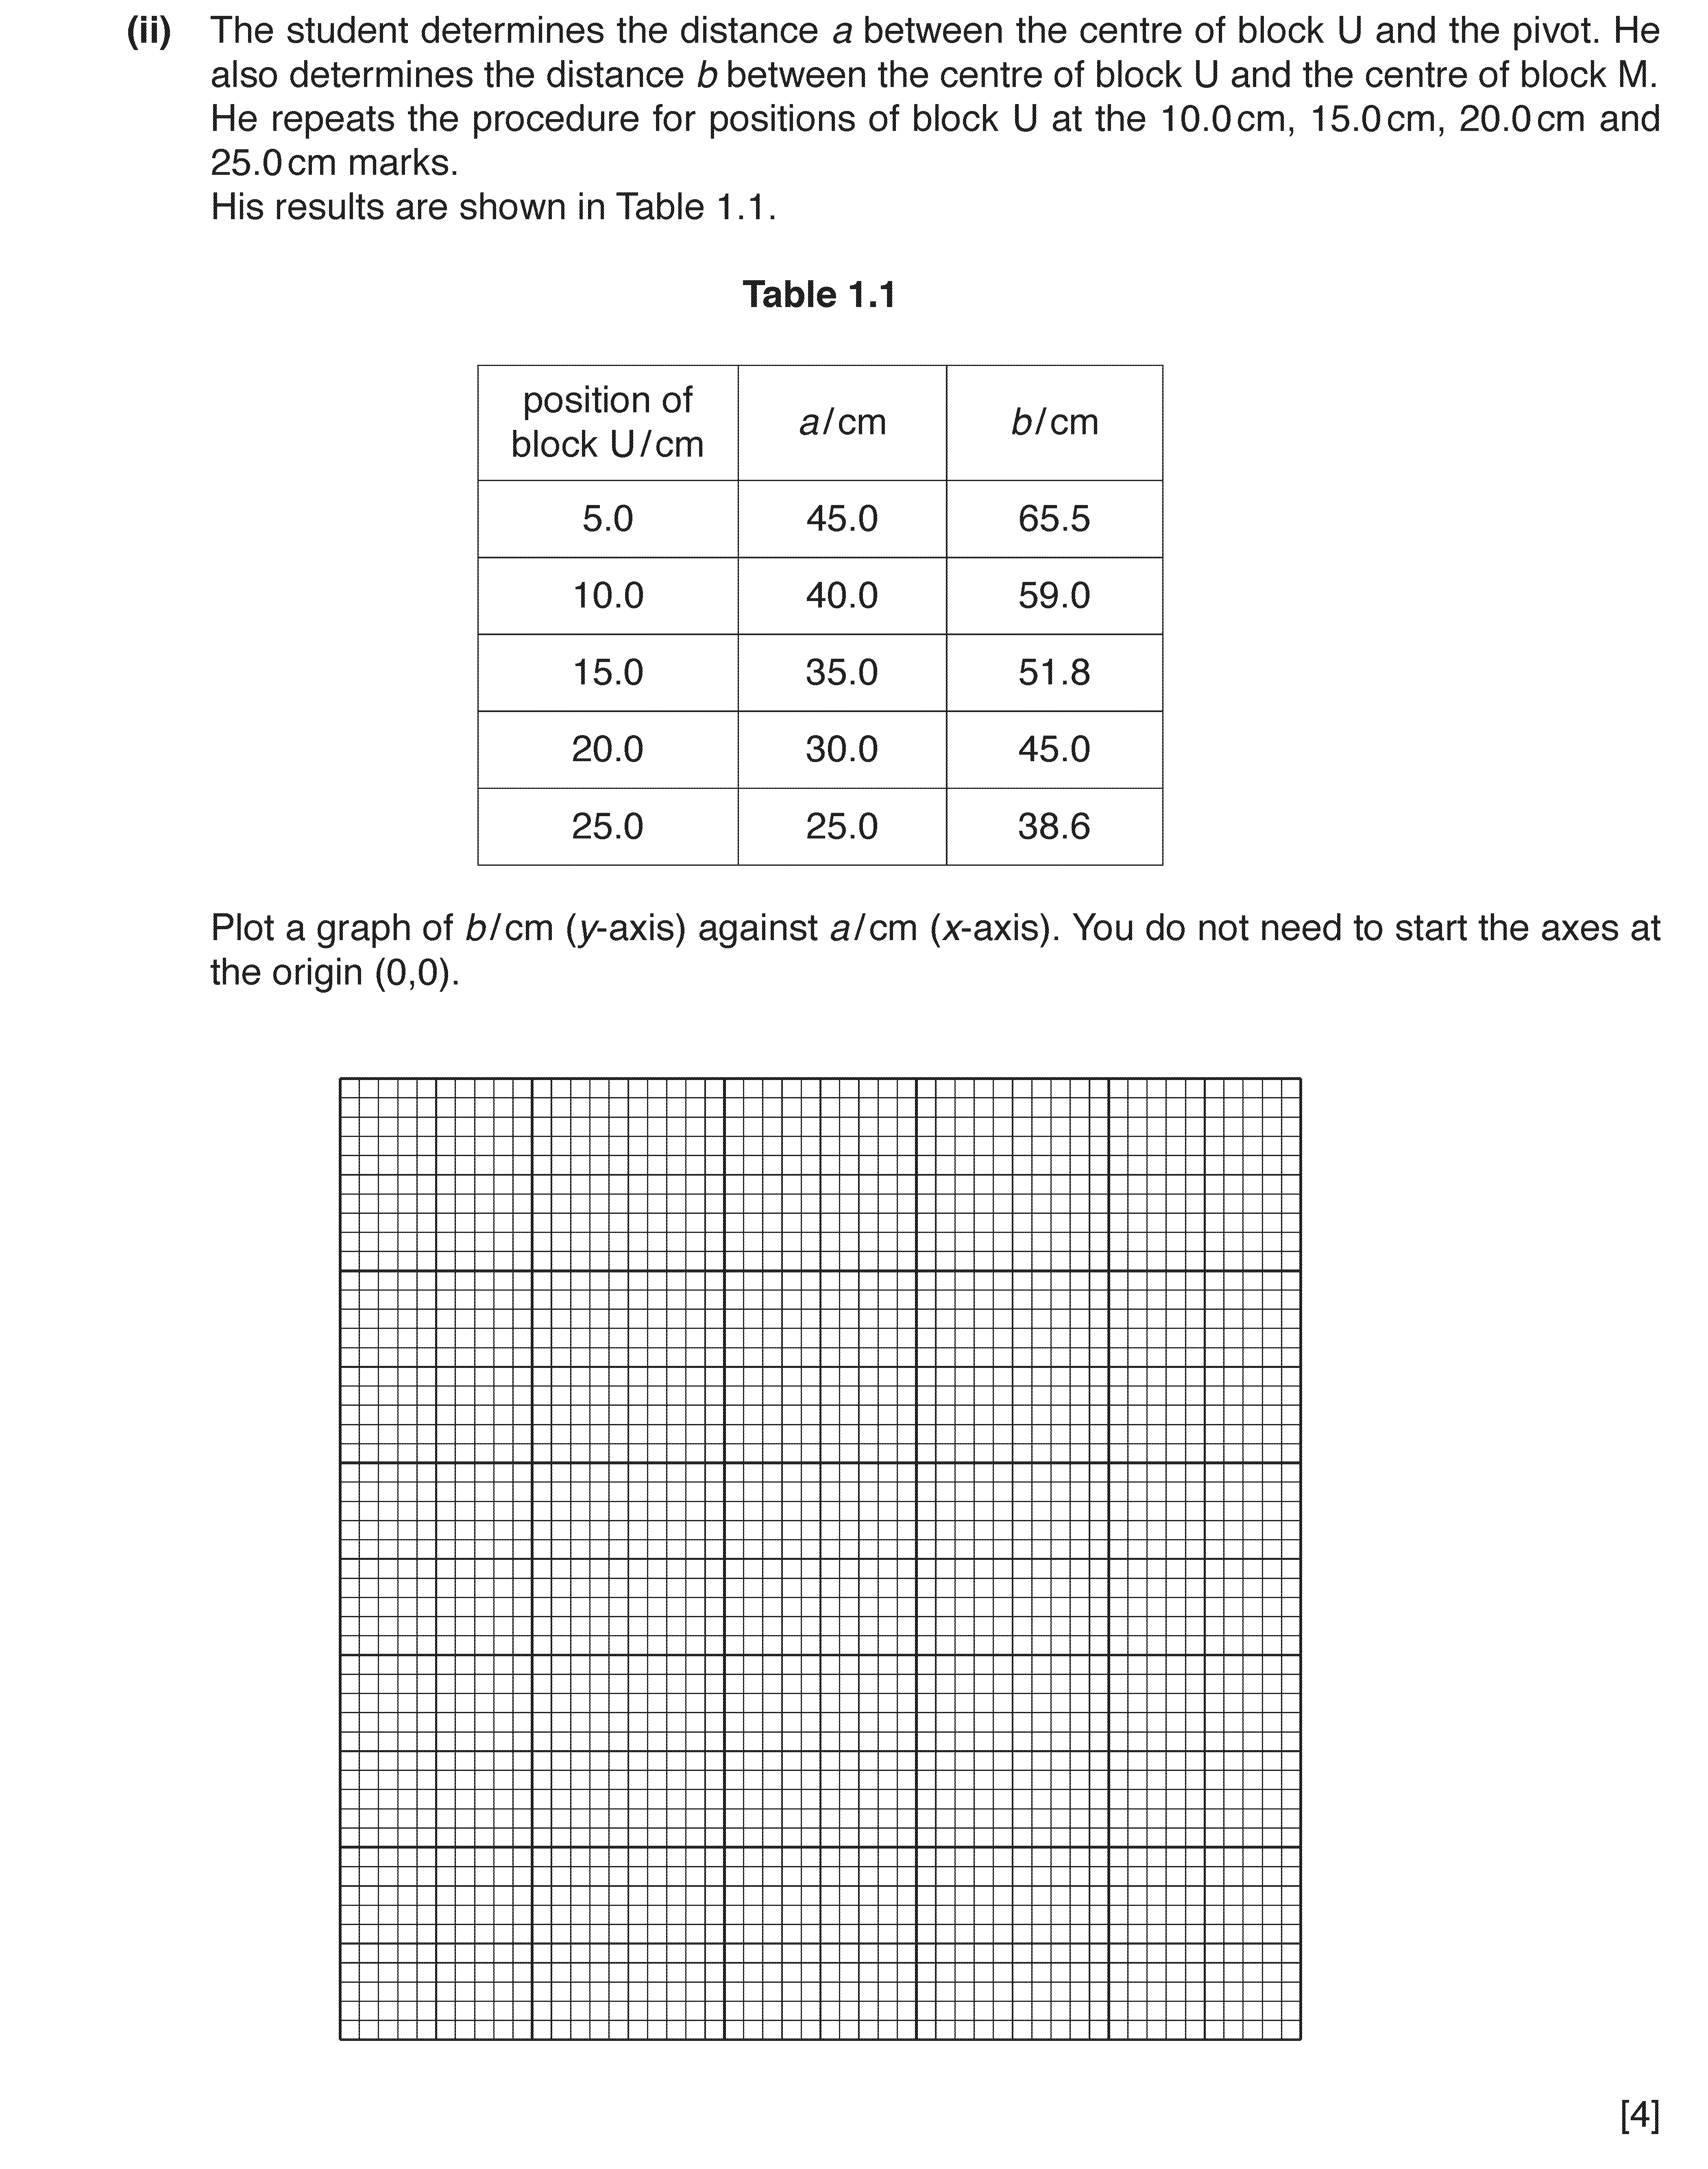 (ii) The student determines the distance a between the centre of block U and the pivot. He
also determines the distance b between the centre of block U and the centre of block M.
He repeats the procedure for positions of block U at the 10.0 cm, 15.0 cm, 20.0 cm and
25.0 cm marks.
His results are shown in Table 1.1.
Table 1.1
position of
block U / cm
a / cm
b / cm
5.0 45.0 65.5
10.0 40.0 59.0
15.0 35.0 51.8
20.0 30.0 45.0
25.0 25.0 38.6
Plot a graph of b / cm (y-axis) against a / cm (x-axis). You do not need to start the axes at
the origin (0,0).
[4]